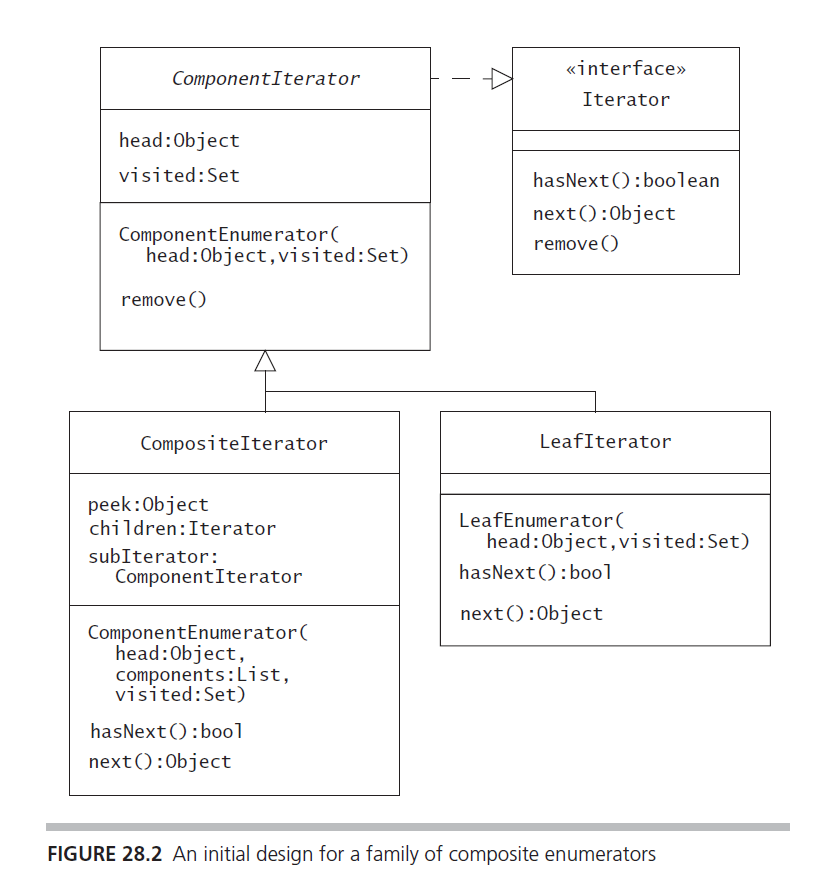 ComponentIterator
head:Object
visited:Set
ComponentEnumerator(
head:Object,visited:Set)
remove()
«interface»
Iterator
hasNext():boolean
next():Object
remove()
CompositeIterator
peek:Object
children:Iterator
subIterator:
ComponentIterator
ComponentEnumerator(
head:Object,
components:List,
visited:Set)
hasNext():bool
next():Object
LeafIterator
LeafEnumerator(
head:Object,visited:Set)
hasNext():bool
next():Object
FIGURE 28.2 An initial design for a family of composite enumerators